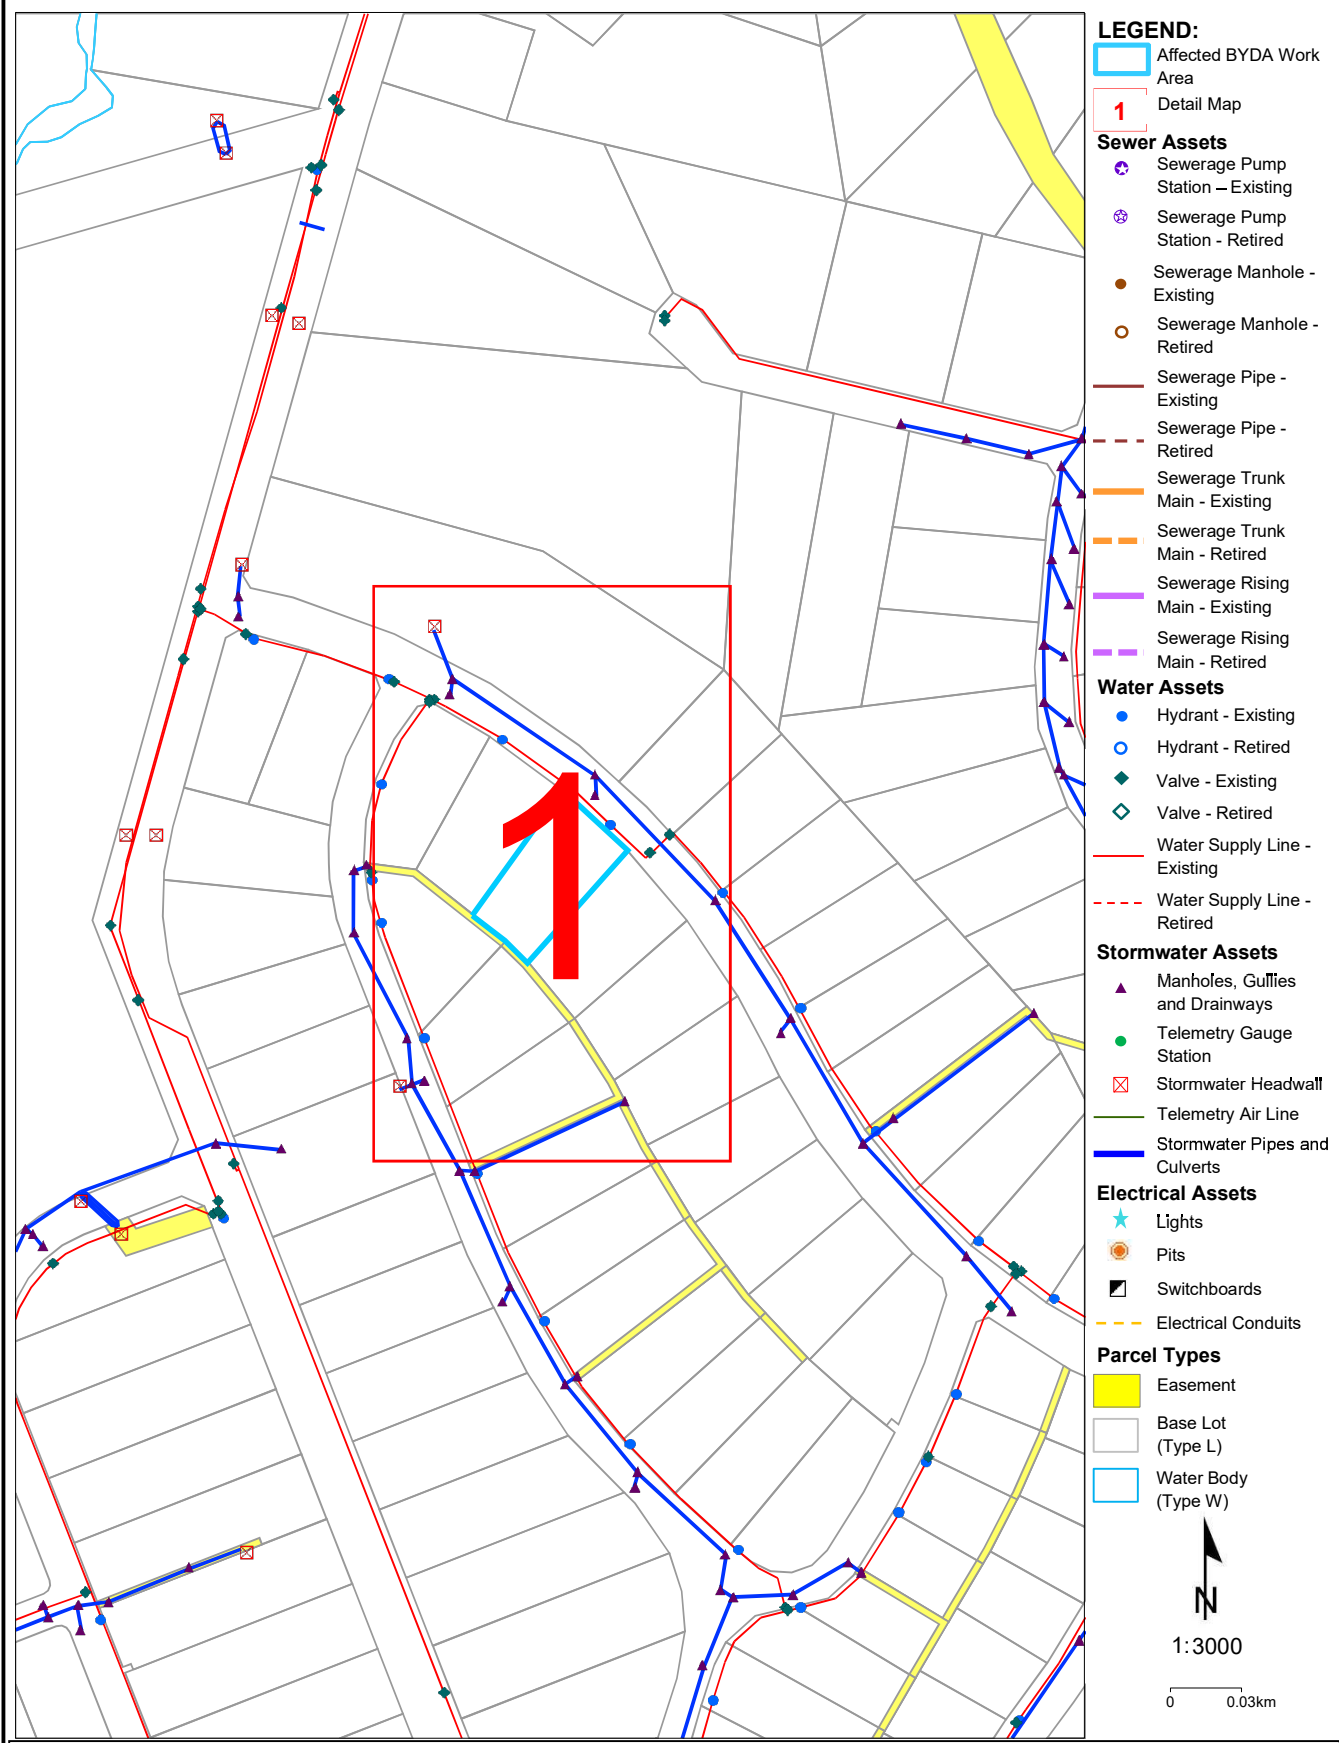 1
LEGEND:
Affected BYDA Work
Area
1
Detail Map
Sewer Assets
Sewerage Pump
Station – Existing
Sewerage Pump
Station - Retired
Sewerage Manhole -
Existing
Sewerage Manhole -
Retired
Sewerage Pipe -
Existing
Sewerage Pipe -
Retired
Sewerage Trunk
Main - Existing
Sewerage Trunk
Main - Retired
Sewerage Rising
Main - Existing
Sewerage Rising
Main - Retired
Water Assets
Hydrant - Existing
Hydrant - Retired
Valve - Existing
Valve - Retired
Water Supply Line -
Existing
Water Supply Line -
Retired
Stormwater Assets
Manholes, Gullies
and Drainways
Telemetry Gauge
Station
Stormwater Headwall
Telemetry Air Line
Stormwater Pipes and
Culverts
Electrical Assets
Lights
Pits
Switchboards
Electrical Conduits
Parcel Types
Easement
Base Lot
(Type L)
Water Body
(Type W)
N
1:3000
0 0.03km